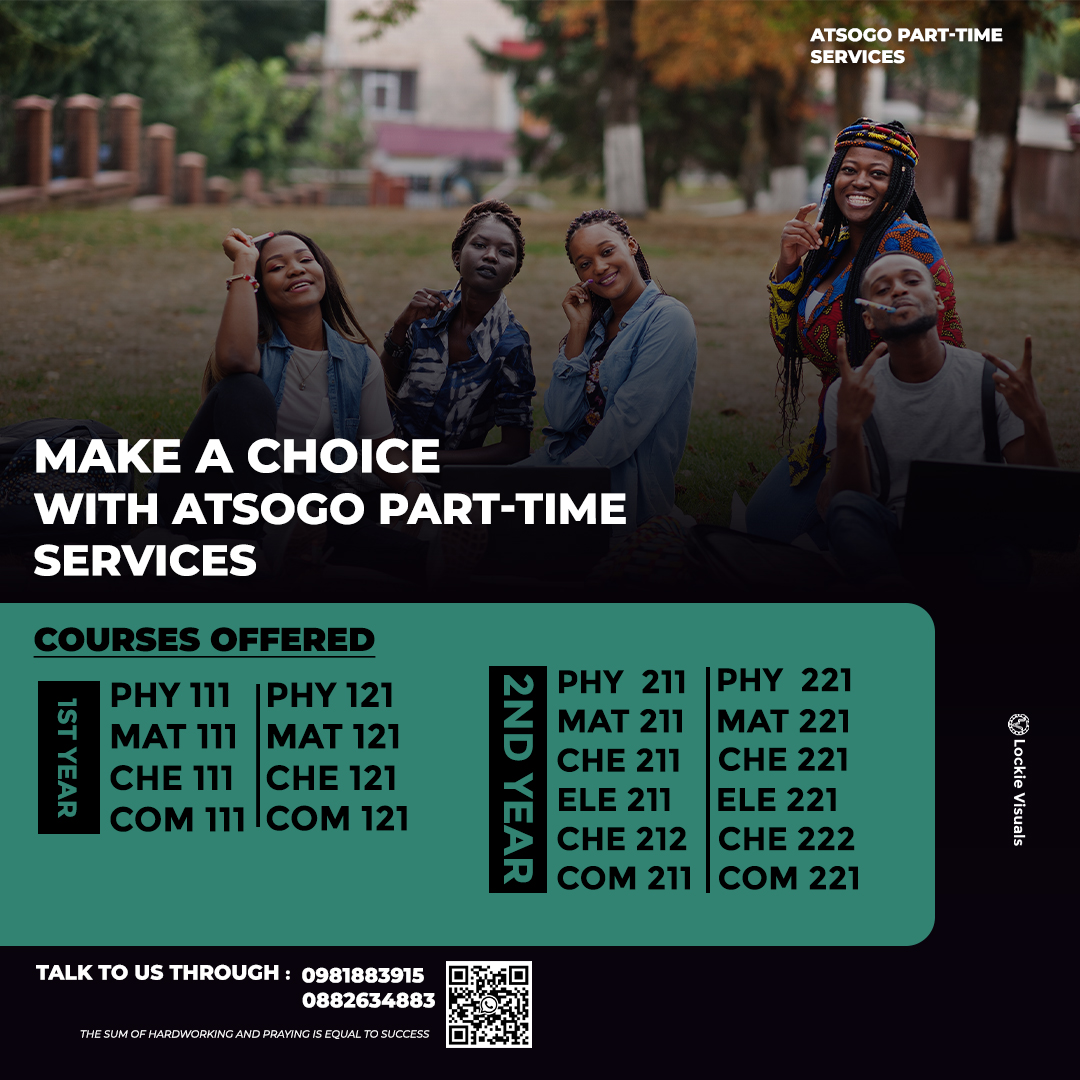 ATSOGO PART-TIME
SERVICES
MAKE A CHOICE
WITH ATSOGO PART-TIME
SERVICES
COURSES OFFERED
1ST YEAR
PHY 111
MAT 111
CHE 111
COM 111
PHY 121
MAT 121
CHE 121
COM 121
2ND YEAR
PHY 211
MAT 211
CHE 211
ELE 211
CHE 212
COM 211
PHY 221
MAT 221
CHE 221
ELE 221
CHE 222
COM 221
Lockie Visuals
TALK TO US THROUGH : 0981883915
0882634883
THE SUM OF HARDWORKING AND PRAYING IS EQUAL TO SUCCESS